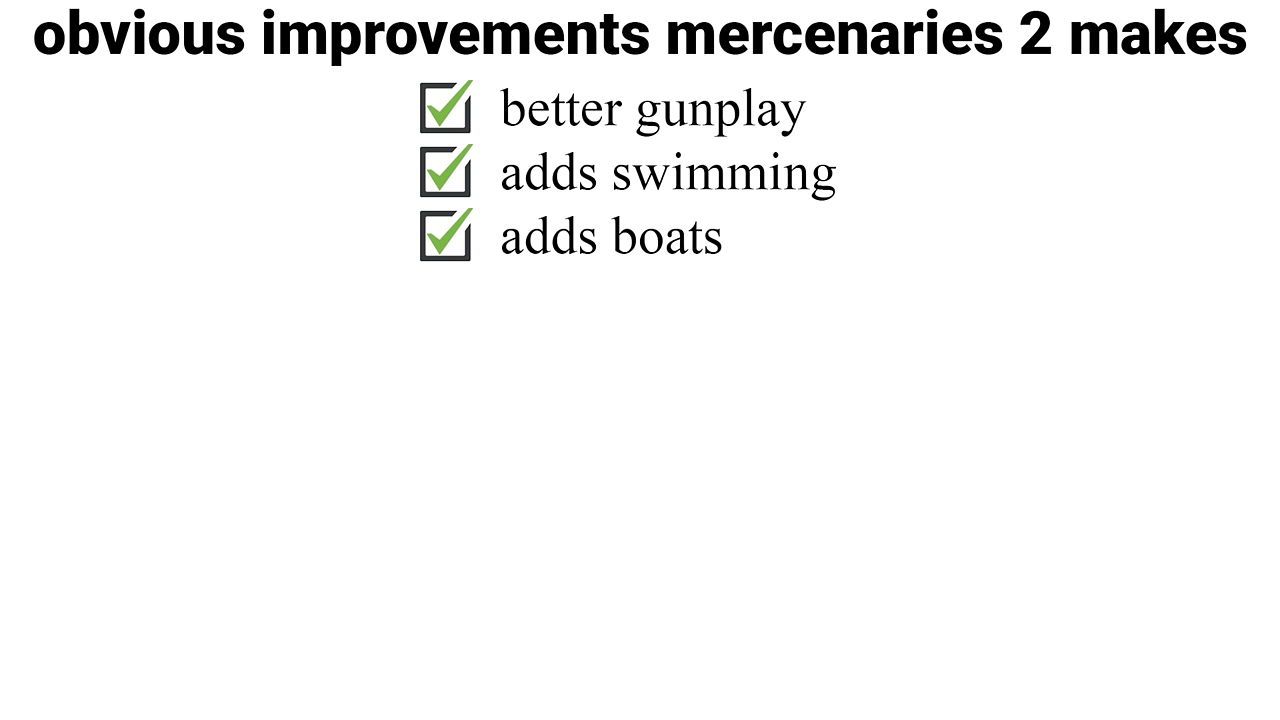 obvious improvements mercenaries 2 makes
better gunplay
adds swimming
adds boats